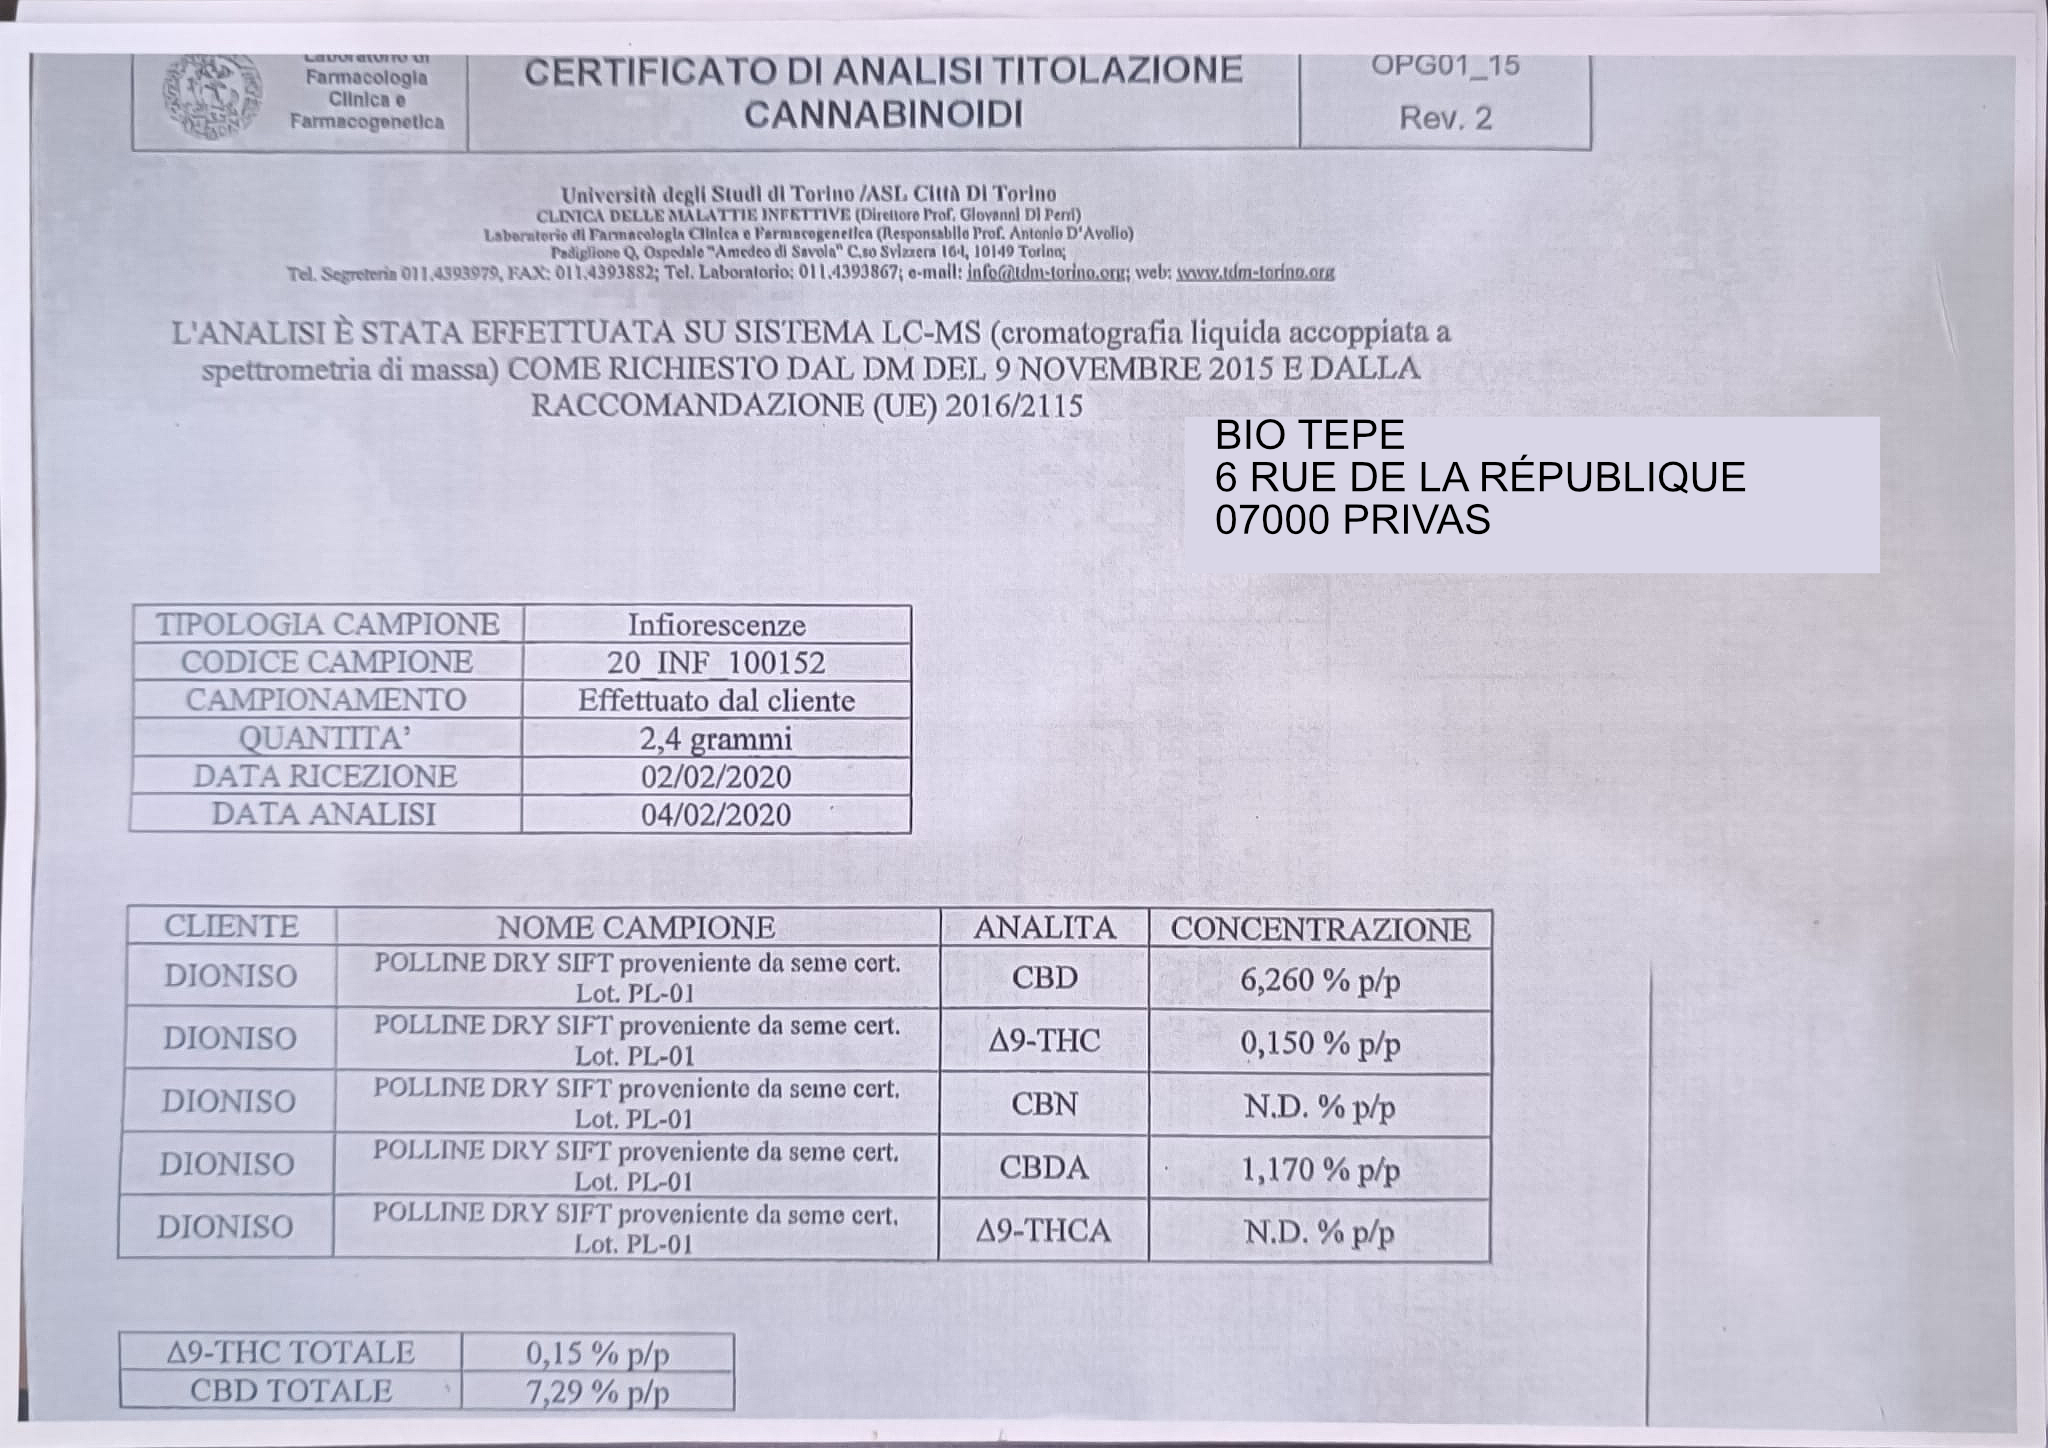 Laboratorio di
Farmacologia
Clinica e
Farmacogenetica
CERTIFICATO DI ANALISI TITOLAZIONE
CANNABINOIDI
OPG01_15
Rev. 2
Università degli Studi di Torino /ASL Città Di Torino
CLINICA DELLE MALATTIE INFETTIVE (Direttore Prof. Giovanni Di Perri)
Laboratorio di Farmacologia Clinica e Farmacogenetica (Responsabile Prof. Antonio D'Avolio)
Padiglione Q, Ospedale "Amedeo di Savoia" C.so Svizzera 164, 10149 Torino;
Tel. Segreteria 011.4393979, FAX: 011.4393882; Tel. Laboratorio: 011.4393867; e-mail: info@tdm-torino.org; web: www.tdm-torino.org
L'ANALISI È STATA EFFETTUATA SU SISTEMA LC-MS (cromatografia liquida accoppiata a
spettrometria di massa) COME RICHIESTO DAL DM DEL 9 NOVEMBRE 2015 E DALLA
RACCOMANDAZIONE (UE) 2016/2115
BIO TEPE
6 RUE DE LA RÉPUBLIQUE
07000 PRIVAS
TIPOLOGIA CAMPIONE Infiorescenze
CODICE CAMPIONE 20_INF_100152
CAMPIONAMENTO Effettuato dal cliente
QUANTITA' 2,4 grammi
DATA RICEZIONE 02/02/2020
DATA ANALISI 04/02/2020
CLIENTE NOME CAMPIONE ANALITA CONCENTRAZIONE
DIONISO POLLINE DRY SIFT proveniente da seme cert.
Lot. PL-01 CBD 6,260 % p/p
DIONISO POLLINE DRY SIFT proveniente da seme cert.
Lot. PL-01 Δ9-THC 0,150 % p/p
DIONISO POLLINE DRY SIFT proveniente da seme cert.
Lot. PL-01 CBN N.D. % p/p
DIONISO POLLINE DRY SIFT proveniente da seme cert.
Lot. PL-01 CBDA 1,170 % p/p
DIONISO POLLINE DRY SIFT proveniente da seme cert.
Lot. PL-01 Δ9-THCA N.D. % p/p
Δ9-THC TOTALE 0,15 % p/p
CBD TOTALE 7,29 % p/p